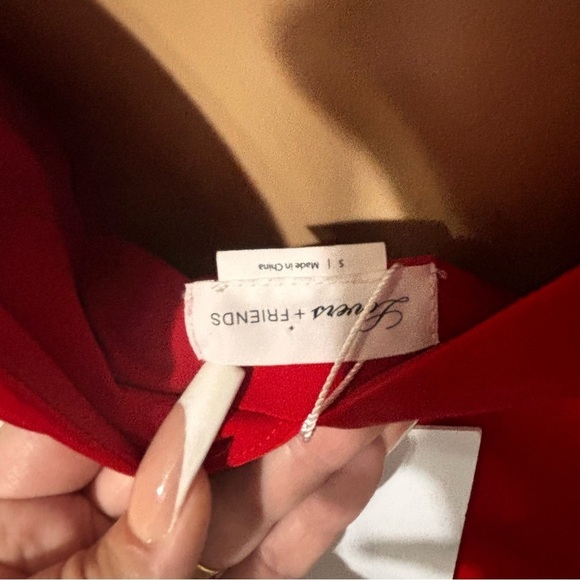 Lovers + FRIENDS
S | Made in China